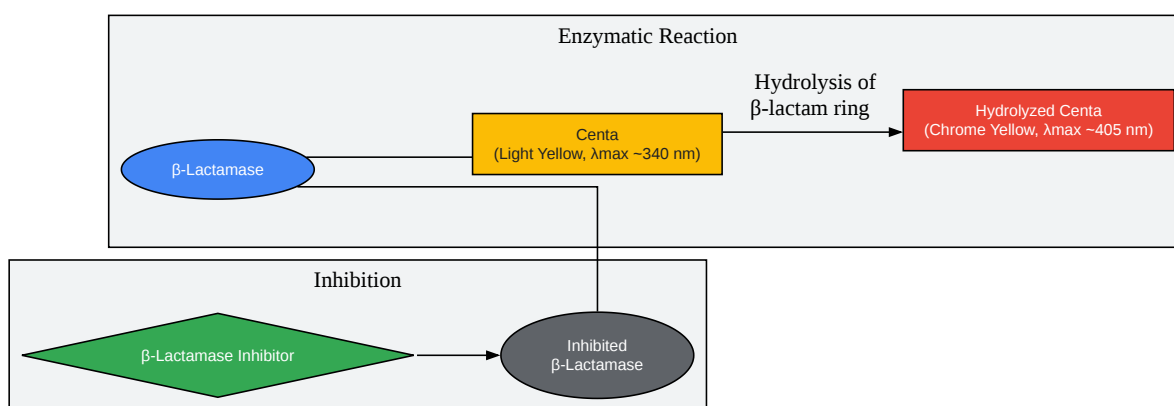 Enzymatic Reaction
Hydrolysis of
β-lactam ring
Hydrolyzed Centa
(Chrome Yellow, λmax ~405 nm)
Centa
(Light Yellow, λmax ~340 nm)
β-Lactamase
Inhibition
β-Lactamase Inhibitor
Inhibited
β-Lactamase